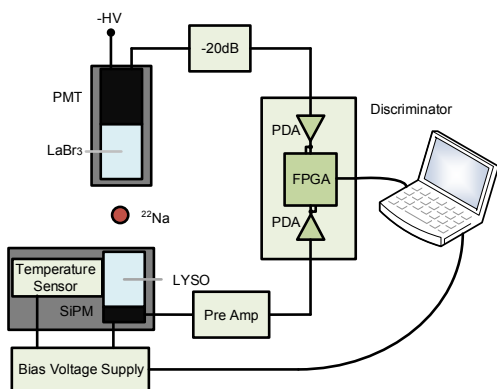 -HV
-20dB
PMT
LaBr3
PDA
Discriminator
FPGA
PDA
22Na
Temperature
Sensor
LYSO
SiPM
Pre Amp
Bias Voltage Supply